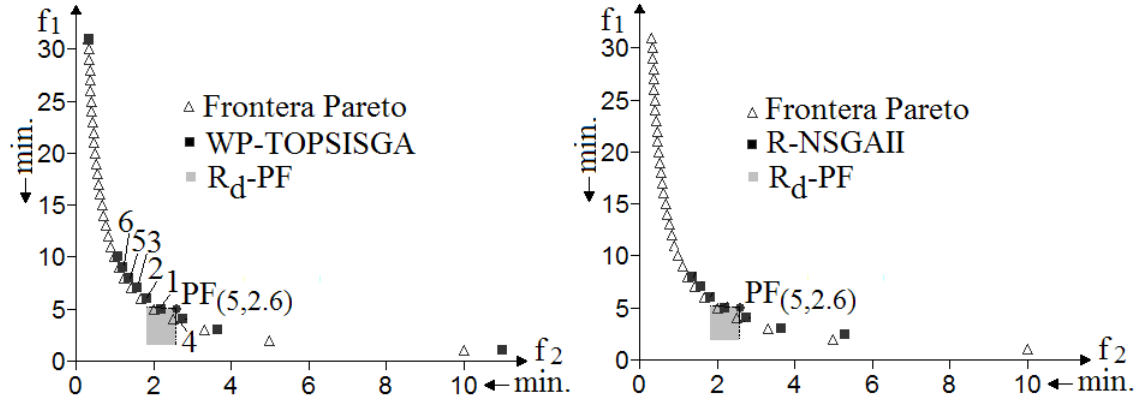 f1
30
25
20
15
10
5
0
min.
Frontera Pareto
WP-TOPSISGA
Rd-PF
6
53
2
1
PF(5,2.6)
4
0 2 4 6 8 10
f2
min.
f1
30
25
20
15
10
5
0
min.
Frontera Pareto
R-NSGAII
Rd-PF
PF(5,2.6)
0 2 4 6 8 10
f2
min.